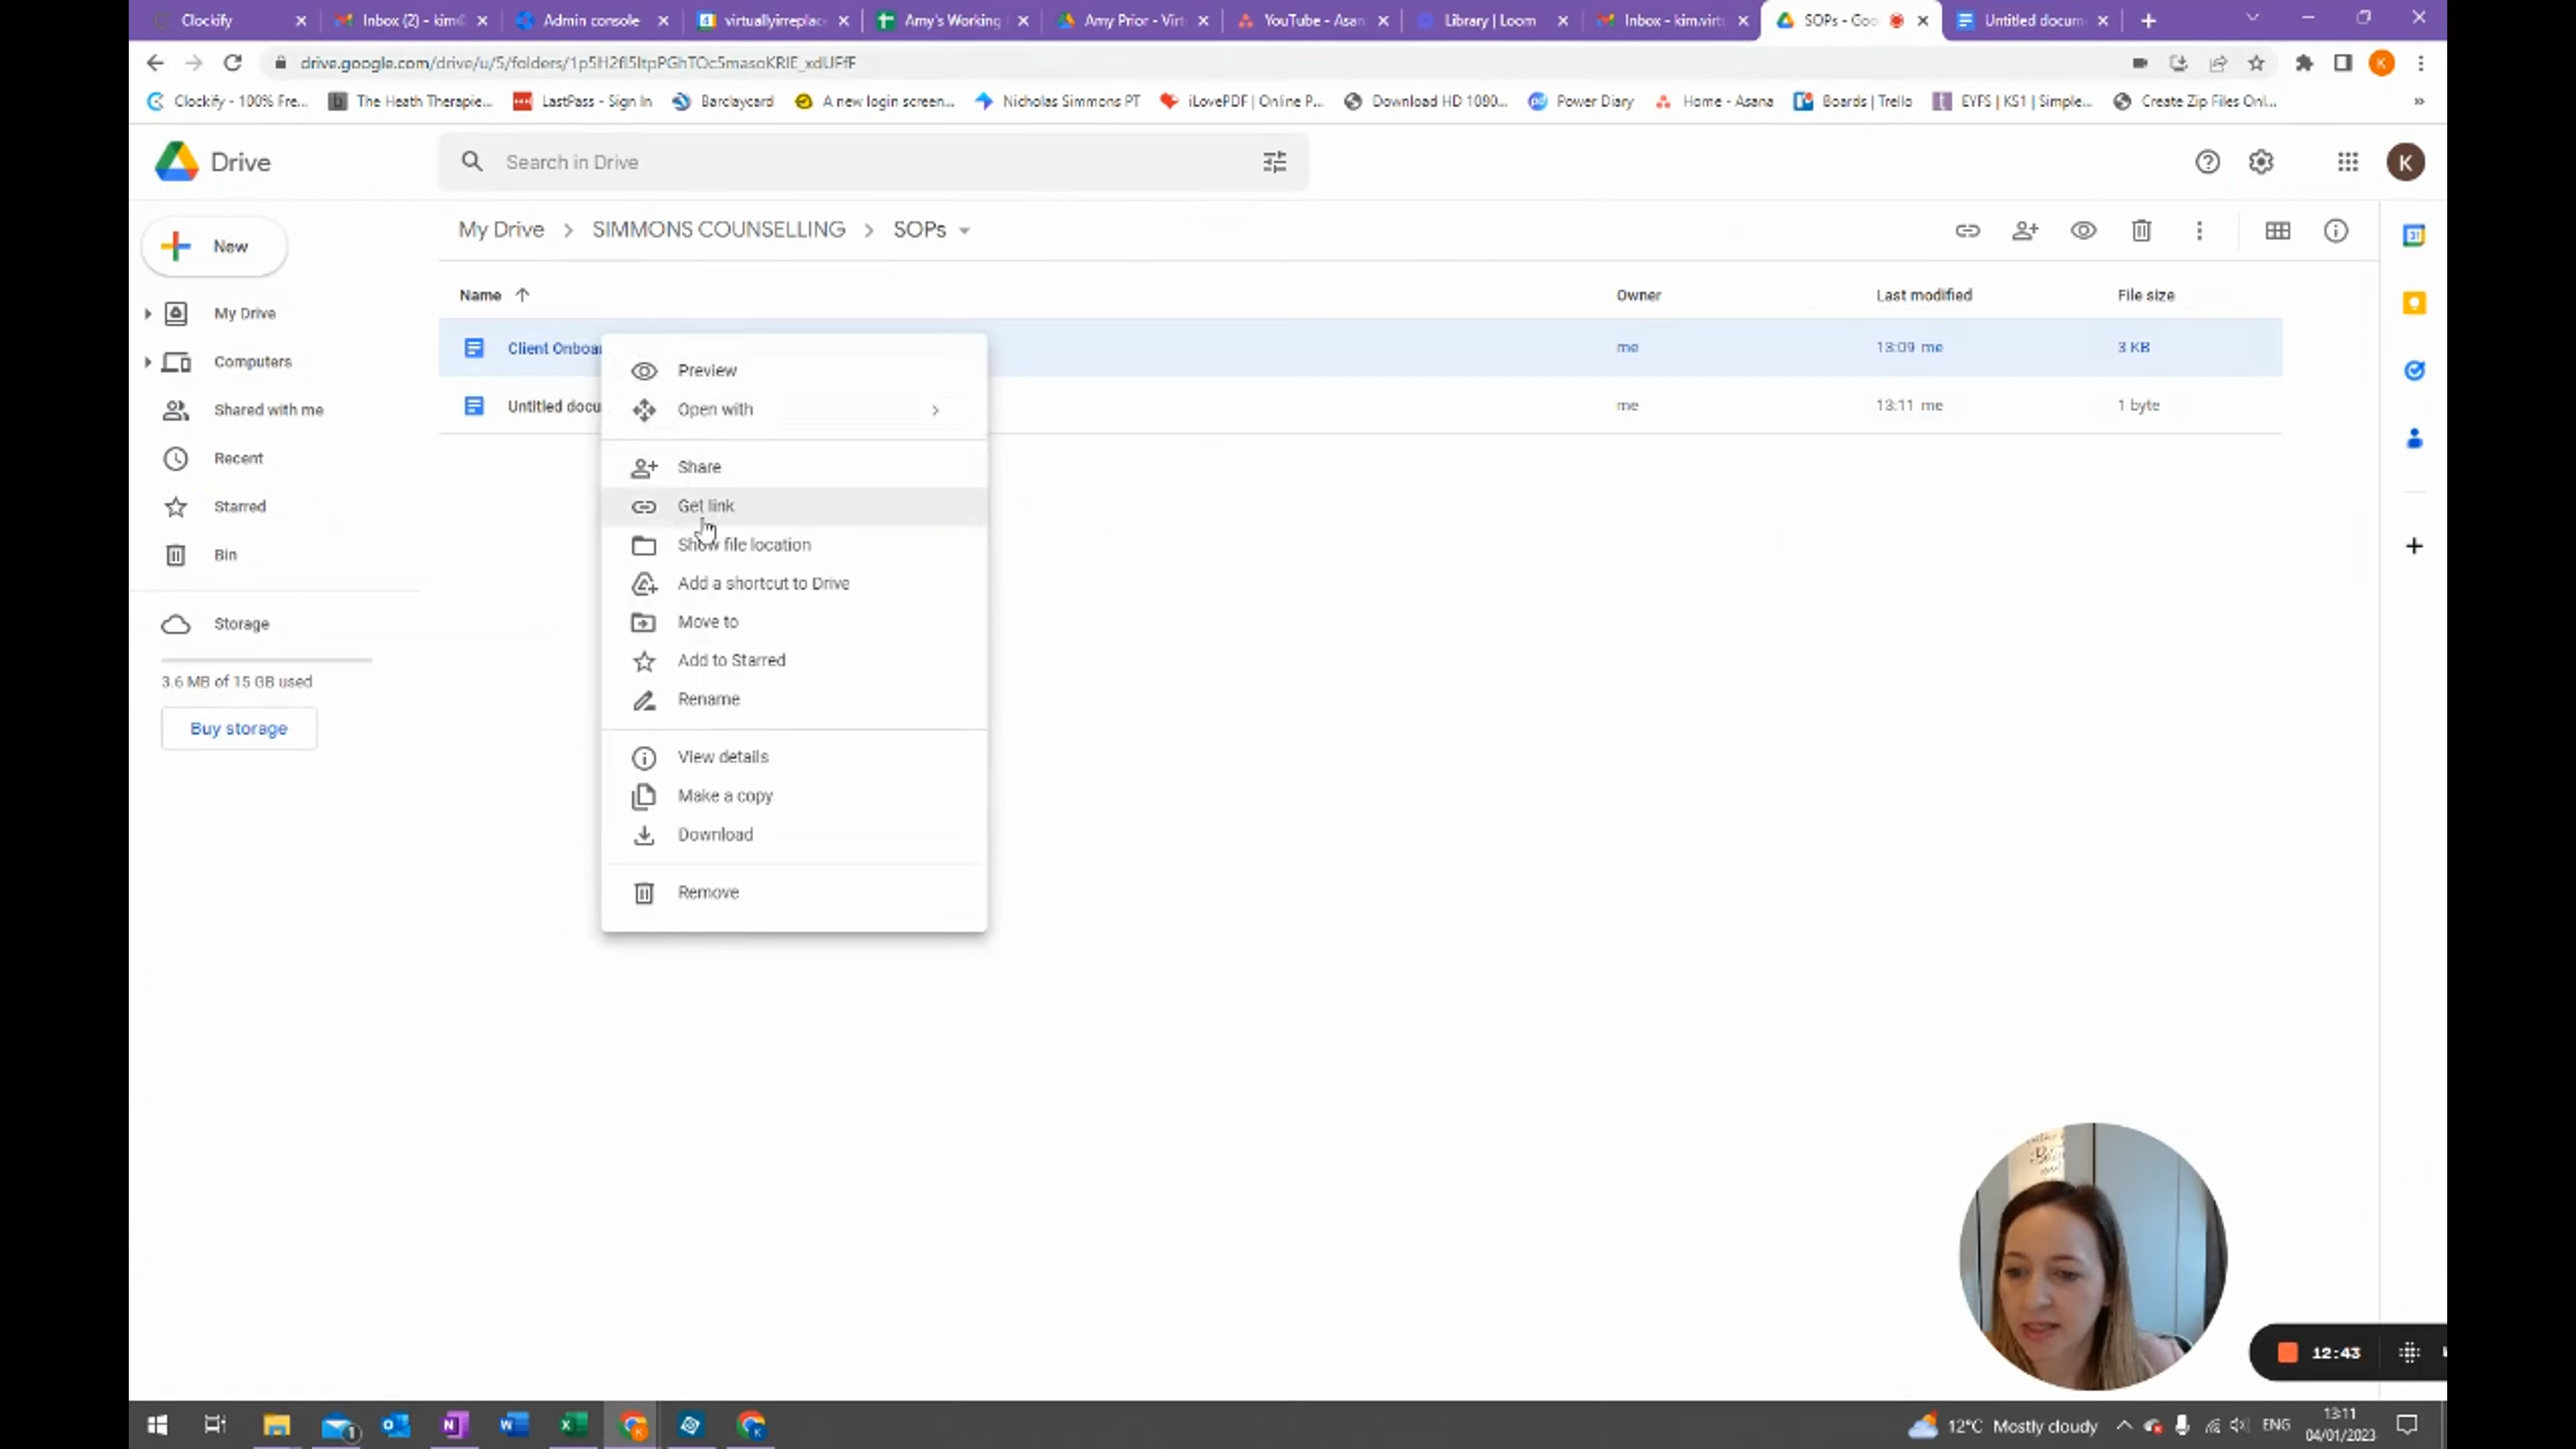 Clockify
Inbox (2) - kim@
Admin console
virtuallyirreplac
Amy's Working
Amy Prior - Virt
YouTube - Asan
Library | Loom
Inbox - kim.virt
SOPs - Goo
Untitled docum
Clockify - 100% Fre...
The Heath Therapie...
LastPass - Sign In
Barclaycard
A new login screen...
Nicholas Simmons PT
iLovePDF | Online P...
Download HD 1080...
Power Diary
Home - Asana
Boards | Trello
EYFS | KS1 | Simple...
Create Zip Files Onl...
»
Drive
Search in Drive
K
My Drive > SIMMONS COUNSELLING > SOPs
New
Name
Owner
Last modified
File size
Client Onboar
me
13:09 me
3 KB
Untitled docu
me
13:11 me
1 byte
My Drive
Computers
Shared with me
Recent
Starred
Bin
Storage
3.6 MB of 15 GB used
Buy storage
Preview
Open with
Share
Get link
Show file location
Add a shortcut to Drive
Move to
Add to Starred
Rename
View details
Make a copy
Download
Remove
31
12:43
12°C Mostly cloudy
ENG
13:11
04/01/2023